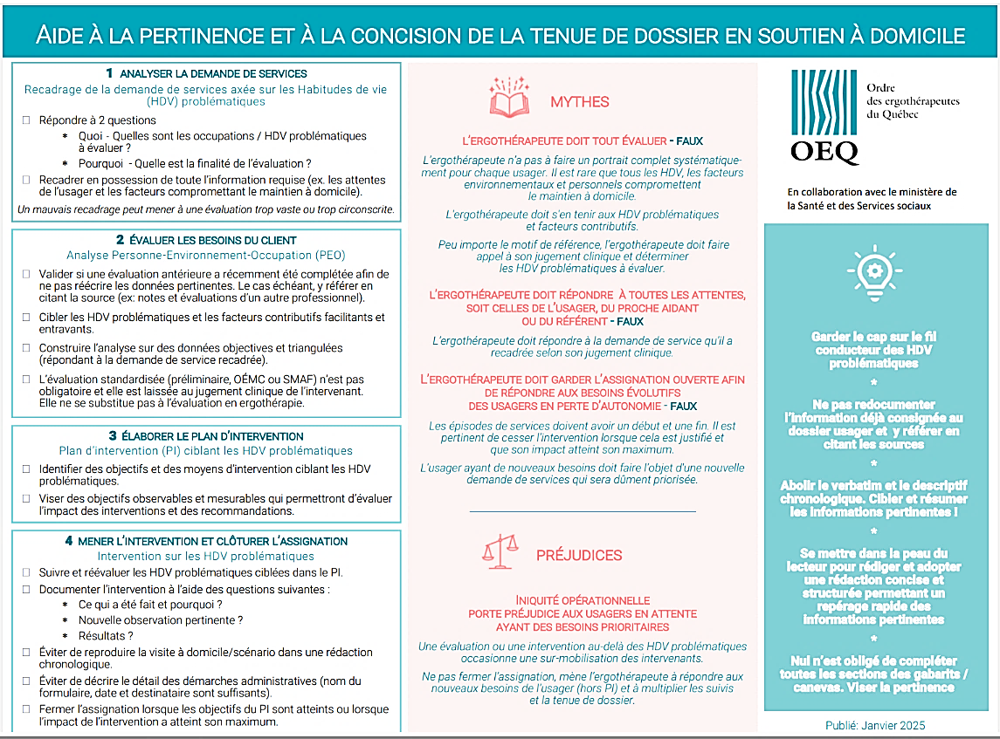 AIDE À LA PERTINENCE ET À LA CONCISION DE LA TENUE DE DOSSIER EN SOUTIEN À DOMICILE
1 ANALYSER LA DEMANDE DE SERVICES
Recadrage de la demande de services axée sur les Habitudes de vie
(HDV) problématiques
☐ Répondre à 2 questions
* Quoi - Quelles sont les occupations / HDV problématiques
à évaluer ?
* Pourquoi - Quelle est la finalité de l'évaluation ?
☐ Recadrer en possession de toute l'information requise (ex. les attentes
de l'usager et les facteurs compromettant le maintien à domicile).
Un mauvais recadrage peut mener à une évaluation trop vaste ou trop circonscrite.
2 ÉVALUER LES BESOINS DU CLIENT
Analyse Personne-Environnement-Occupation (PEO)
☐ Valider si une évaluation antérieure a récemment été complétée afin de
ne pas réécrire les données pertinentes. Le cas échéant, y référer en
citant la source (ex: notes et évaluations d'un autre professionnel).
☐ Cibler les HDV problématiques et les facteurs contributifs facilitants et
entravants.
☐ Construire l'analyse sur des données objectives et triangulées
(répondant à la demande de service recadrée).
☐ L'évaluation standardisée (préliminaire, OÉMC ou SMAF) n'est pas
obligatoire et elle est laissée au jugement clinique de l'intervenant.
Elle ne se substitue pas à l'évaluation en ergothérapie.
3 ÉLABORER LE PLAN D'INTERVENTION
Plan d'intervention (PI) ciblant les HDV problématiques
☐ Identifier des objectifs et des moyens d'intervention ciblant les HDV
problématiques.
☐ Viser des objectifs observables et mesurables qui permettront d'évaluer
l'impact des interventions et des recommandations.
4 MENER L'INTERVENTION ET CLÔTURER L'ASSIGNATION
Intervention sur les HDV problématiques
☐ Suivre et réévaluer les HDV problématiques ciblées dans le PI.
☐ Documenter l'intervention à l'aide des questions suivantes :
* Ce qui a été fait et pourquoi ?
* Nouvelle observation pertinente ?
* Résultats ?
☐ Éviter de reproduire la visite à domicile/scénario dans une rédaction
chronologique.
☐ Éviter de décrire le détail des démarches administratives (nom du
formulaire, date et destinataire sont suffisants).
☐ Fermer l'assignation lorsque les objectifs du PI sont atteints ou lorsque
l'impact de l'intervention a atteint son maximum.
MYTHES
L'ERGOTHÉRAPEUTE DOIT TOUT ÉVALUER - FAUX
L'ergothérapeute n'a pas à faire un portrait complet systématique-
ment pour chaque usager. Il est rare que tous les HDV, les facteurs
environnementaux et personnels compromettent
le maintien à domicile.
L'ergothérapeute doit s'en tenir aux HDV problématiques
et facteurs contributifs.
Peu importe le motif de référence, l'ergothérapeute doit faire
appel à son jugement clinique et déterminer
les HDV problématiques à évaluer.
L'ERGOTHÉRAPEUTE DOIT RÉPONDRE À TOUTES LES ATTENTES,
SOIT CELLES DE L'USAGER, DU PROCHE AIDANT
OU DU RÉFÉRENT - FAUX
L'ergothérapeute doit répondre à la demande de service qu'il a
recadrée selon son jugement clinique.
L'ERGOTHÉRAPEUTE DOIT GARDER L'ASSIGNATION OUVERTE AFIN
DE RÉPONDRE AUX BESOINS ÉVOLUTIFS
DES USAGERS EN PERTE D'AUTONOMIE - FAUX
Les épisodes de services doivent avoir un début et une fin. Il est
pertinent de cesser l'intervention lorsque cela est justifié et
que son impact atteint son maximum.
L'usager ayant de nouveaux besoins doit faire l'objet d'une nouvelle
demande de services qui sera dûment priorisée.
PRÉJUDICES
INIQUITÉ OPÉRATIONNELLE
PORTE PRÉJUDICE AUX USAGERS EN ATTENTE
AYANT DES BESOINS PRIORITAIRES
Une évaluation ou une intervention au-delà des HDV problématiques
occasionne une sur-mobilisation des intervenants.
Ne pas fermer l'assignation, mène l'ergothérapeute à répondre aux
nouveaux besoins de l'usager (hors PI) et à multiplier les suivis
et la tenue de dossier.
OEQ
Ordre
des ergothérapeutes
du Québec
En collaboration avec le ministère de
la Santé et des Services sociaux
Garder le cap sur le fil
conducteur des HDV
problématiques
*
Ne pas redocumenter
l'information déjà consignée au
dossier usager et y référer en
citant les sources
*
Abolir le verbatim et le descriptif
chronologique. Cibler et résumer
les informations pertinentes !
*
Se mettre dans la peau du
lecteur pour rédiger et adopter
une rédaction concise et
structurée permettant un
repérage rapide des
informations pertinentes
*
Nul n'est obligé de compléter
toutes les sections des gabarits /
canevas. Viser la pertinence
Publié: Janvier 2025